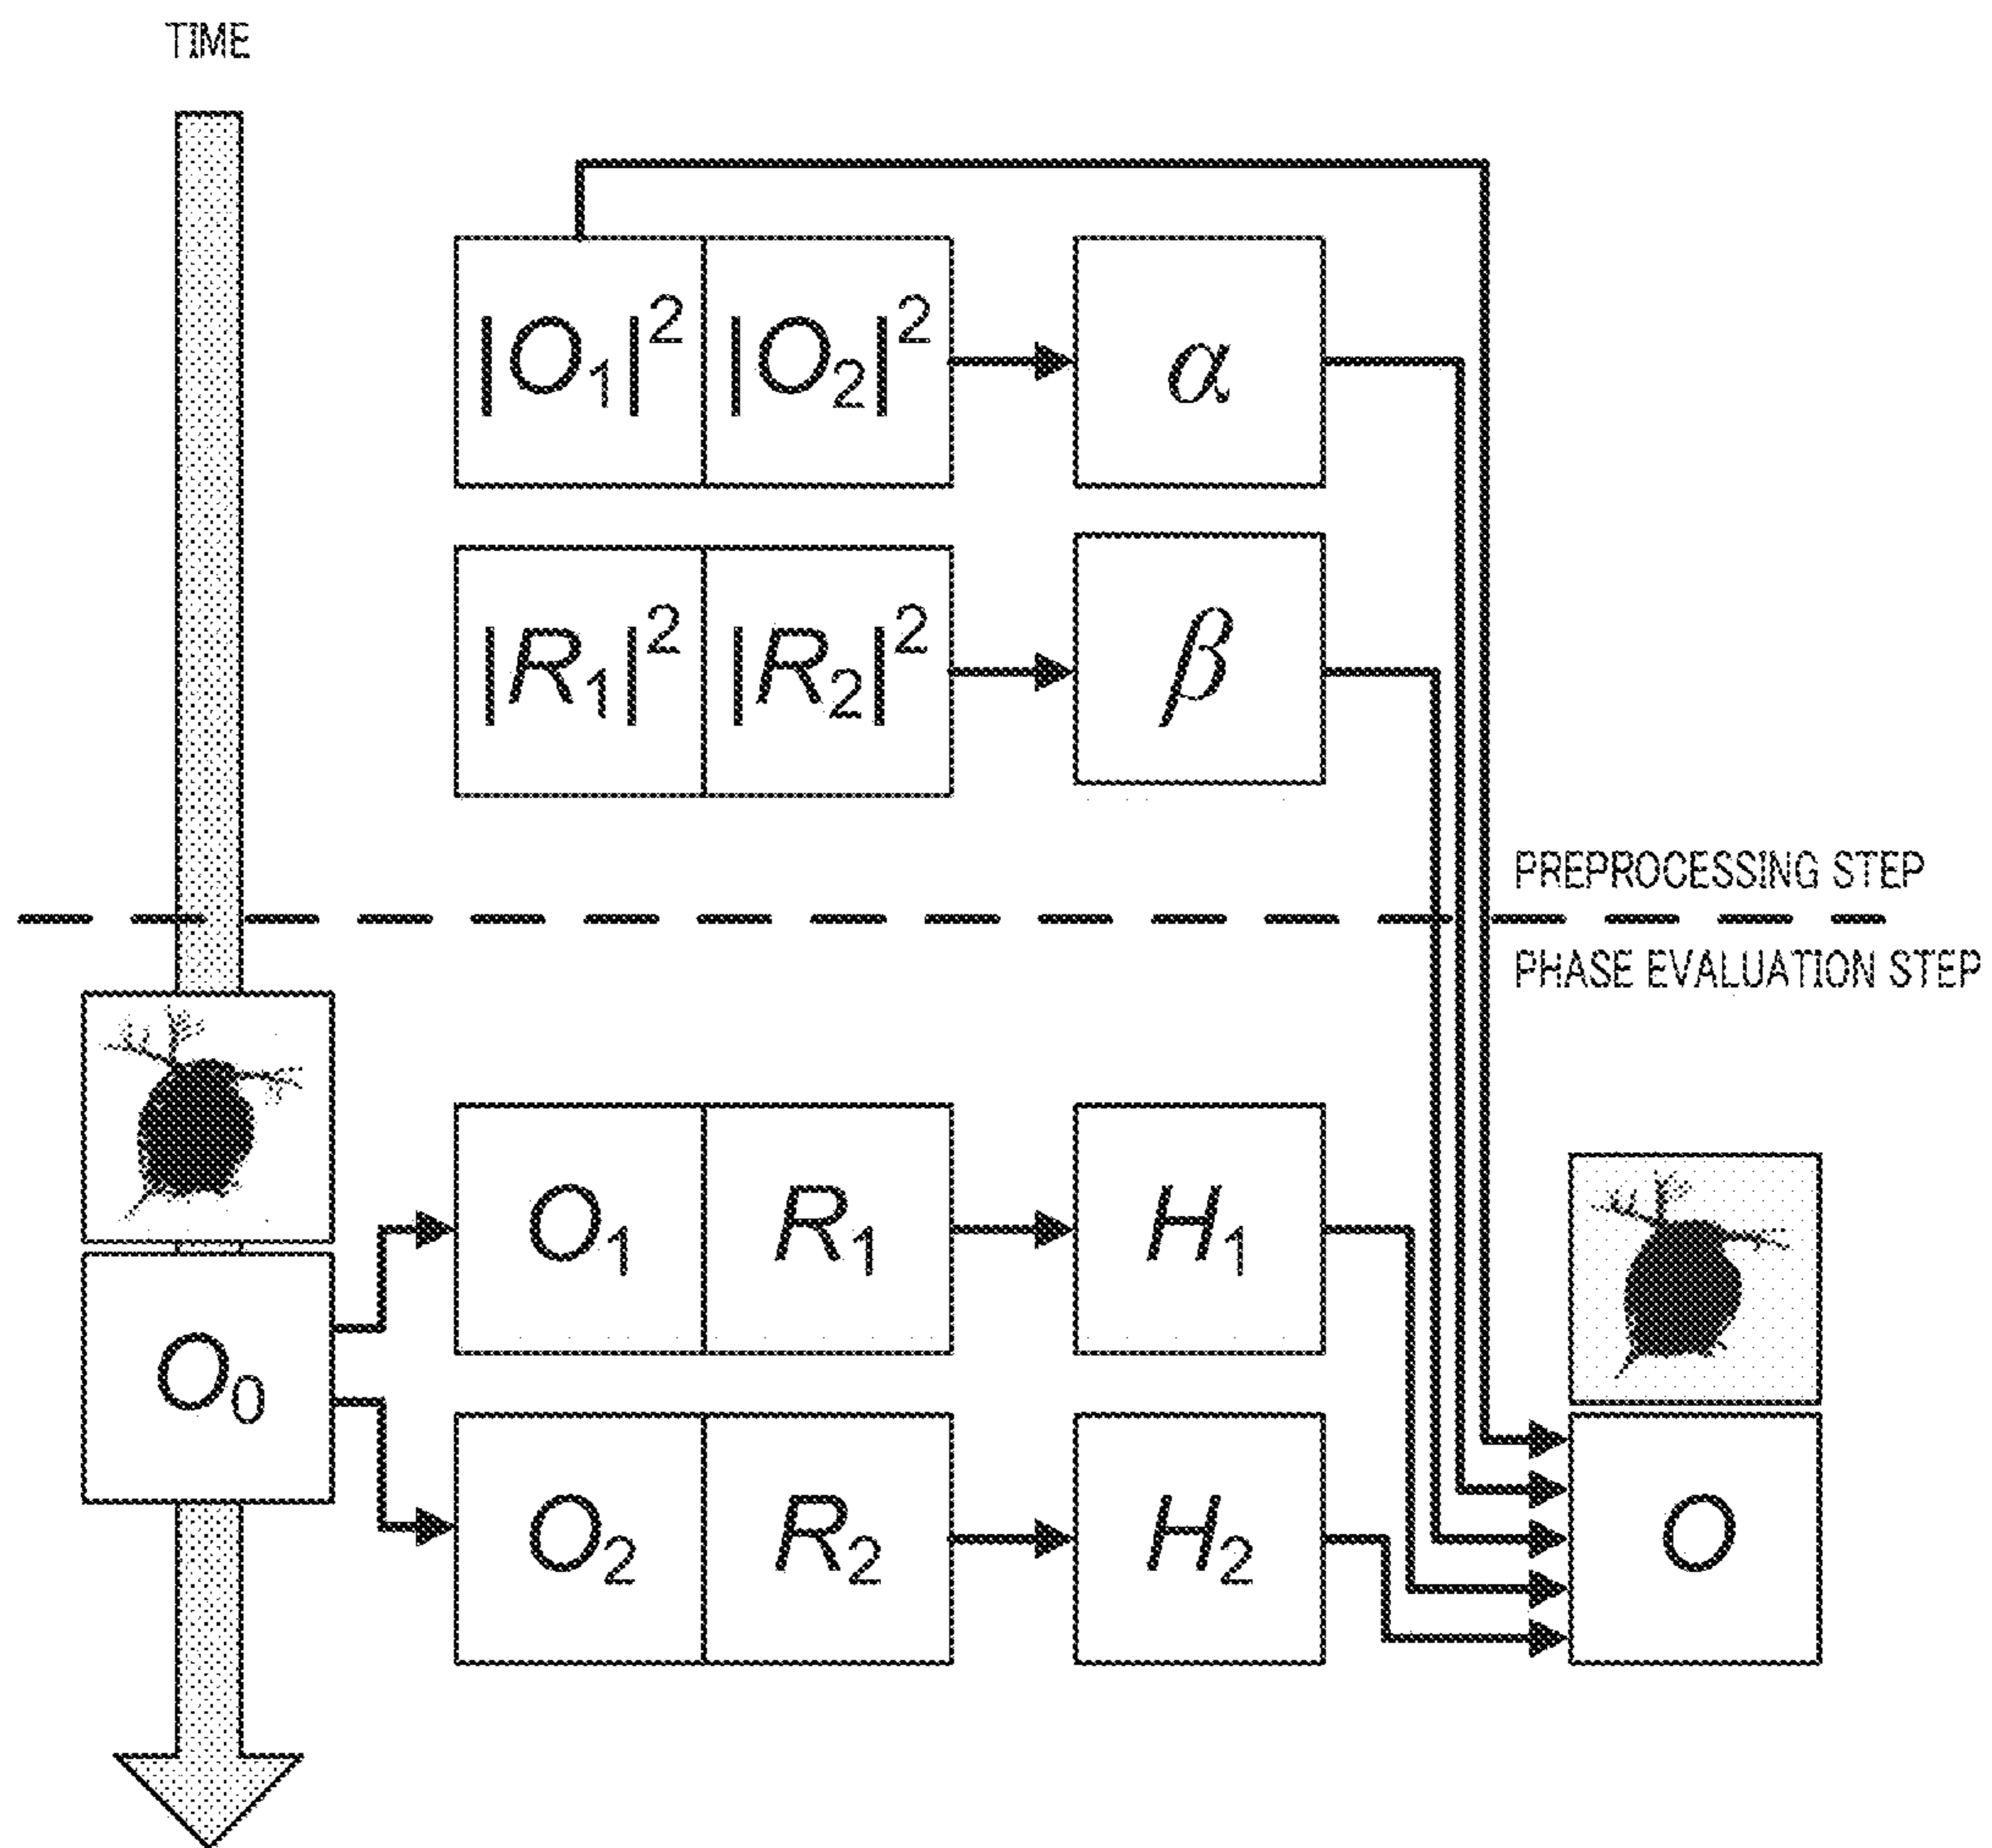 TIME
|O₁|² |O₂|² α
|R₁|² |R₂|² β
PREPROCESSING STEP
PHASE EVALUATION STEP
O₁ R₁ H₁
O₀
O₂ R₂ H₂ O